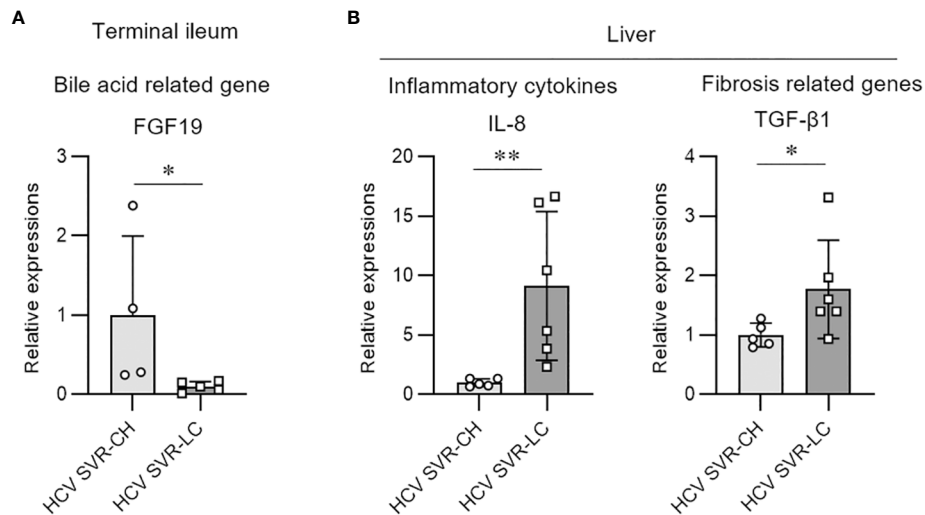 A
Terminal ileum
Bile acid related gene
FGF19
*
3
2
1
0
Relative expressions
HCV SVR-CH
HCV SVR-LC
B
Liver
Inflammatory cytokines
IL-8
**
20
15
10
5
0
Relative expressions
HCV SVR-CH
HCV SVR-LC
Fibrosis related genes
TGF-β1
*
4
3
2
1
0
Relative expressions
HCV SVR-CH
HCV SVR-LC